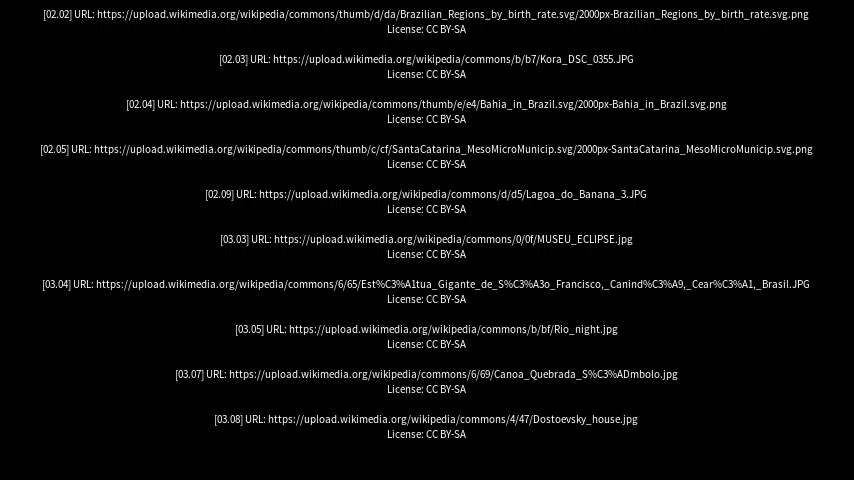 [02.02] URL: https://upload.wikimedia.org/wikipedia/commons/thumb/d/da/Brazilian_Regions_by_birth_rate.svg/2000px-Brazilian_Regions_by_birth_rate.svg.png
License: CC BY-SA
[02.03] URL: https://upload.wikimedia.org/wikipedia/commons/b/b7/Kora_DSC_0355.JPG
License: CC BY-SA
[02.04] URL: https://upload.wikimedia.org/wikipedia/commons/thumb/e/e4/Bahia_in_Brazil.svg/2000px-Bahia_in_Brazil.svg.png
License: CC BY-SA
[02.05] URL: https://upload.wikimedia.org/wikipedia/commons/thumb/c/cf/SantaCatarina_MesoMicroMunicip.svg/2000px-SantaCatarina_MesoMicroMunicip.svg.png
License: CC BY-SA
[02.09] URL: https://upload.wikimedia.org/wikipedia/commons/d/d5/Lagoa_do_Banana_3.JPG
License: CC BY-SA
[03.03] URL: https://upload.wikimedia.org/wikipedia/commons/0/0f/MUSEU_ECLIPSE.jpg
License: CC BY-SA
[03.04] URL: https://upload.wikimedia.org/wikipedia/commons/6/65/Est%C3%A1tua_Gigante_de_S%C3%A3o_Francisco,_Canind%C3%A9,_Cear%C3%A1,_Brasil.JPG
License: CC BY-SA
[03.05] URL: https://upload.wikimedia.org/wikipedia/commons/b/bf/Rio_night.jpg
License: CC BY-SA
[03.07] URL: https://upload.wikimedia.org/wikipedia/commons/6/69/Canoa_Quebrada_S%C3%ADmbolo.jpg
License: CC BY-SA
[03.08] URL: https://upload.wikimedia.org/wikipedia/commons/4/47/Dostoevsky_house.jpg
License: CC BY-SA